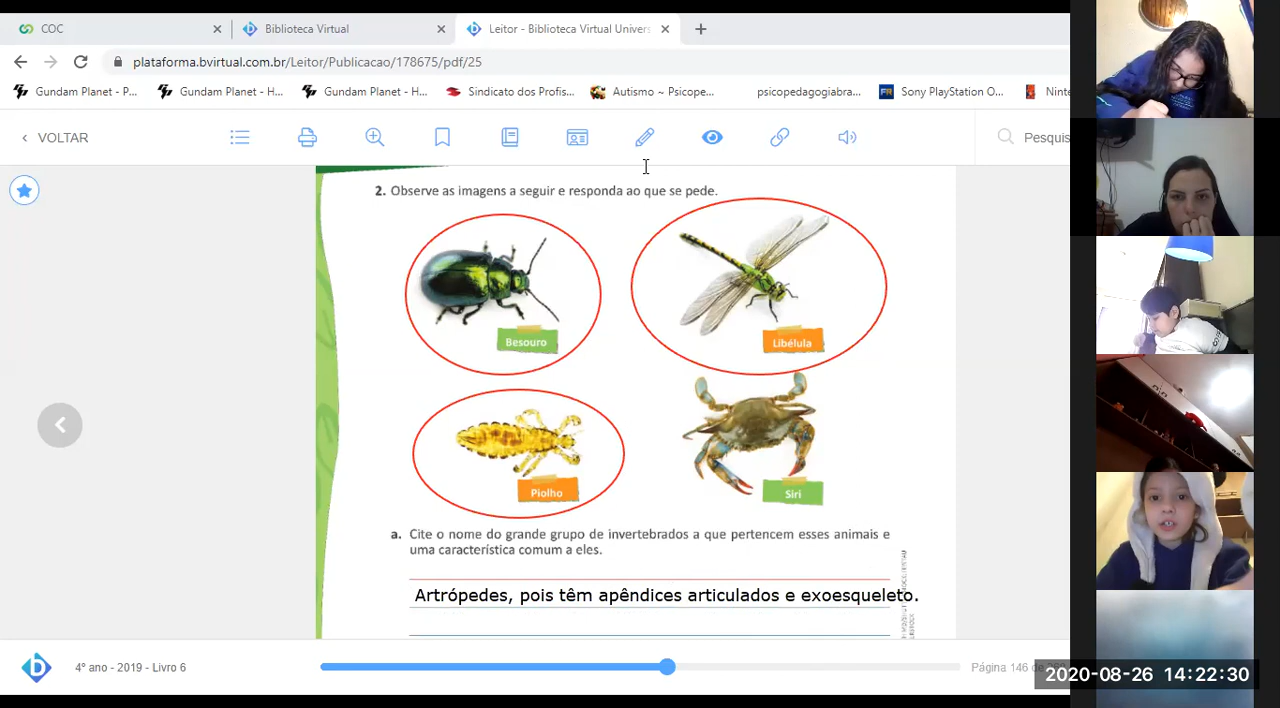 COC
Biblioteca Virtual
Leitor - Biblioteca Virtual Univers
plataforma.bvirtual.com.br/Leitor/Publicacao/178675/pdf/25
Gundam Planet - P...
Gundam Planet - H...
Gundam Planet - H...
Sindicato dos Profis...
Autismo ~ Psicope...
psicopedagogiabra...
FR Sony PlayStation O...
Ninte
VOLTAR
Pesquis
2. Observe as imagens a seguir e responda ao que se pede.
Besouro
Libélula
Piolho
Siri
a. Cite o nome do grande grupo de invertebrados a que pertencem esses animais e
uma característica comum a eles.
Artrópedes, pois têm apêndices articulados e exoesqueleto.
4º ano - 2019 - Livro 6
Página 146 de
2020-08-26 14:22:30